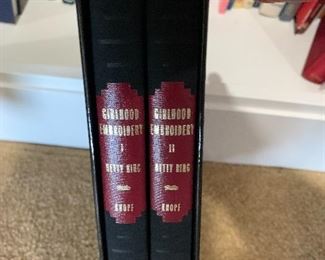 GIRLHOOD
EMBROIDERY
I
BETTY RING
KNOPF
GIRLHOOD
EMBROIDERY
II
BETTY RING
KNOPF